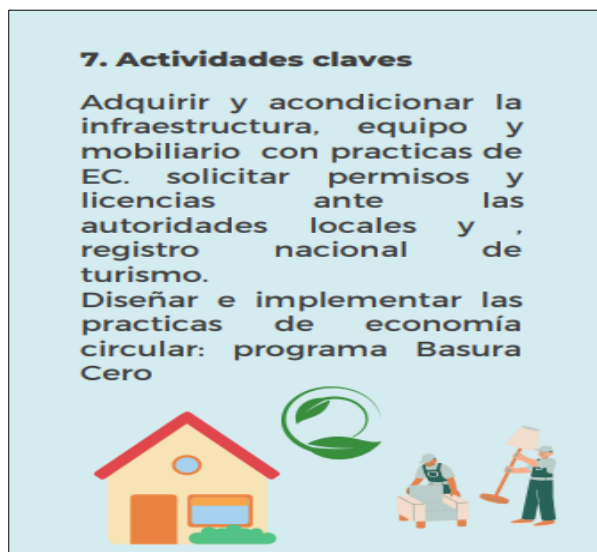 7. Actividades claves
Adquirir y acondicionar la
infraestructura, equipo y
mobiliario con practicas de
EC. solicitar permisos y
licencias ante las
autoridades locales y ,
registro nacional de
turismo.
Diseñar e implementar las
practicas de economía
circular: programa Basura
Cero